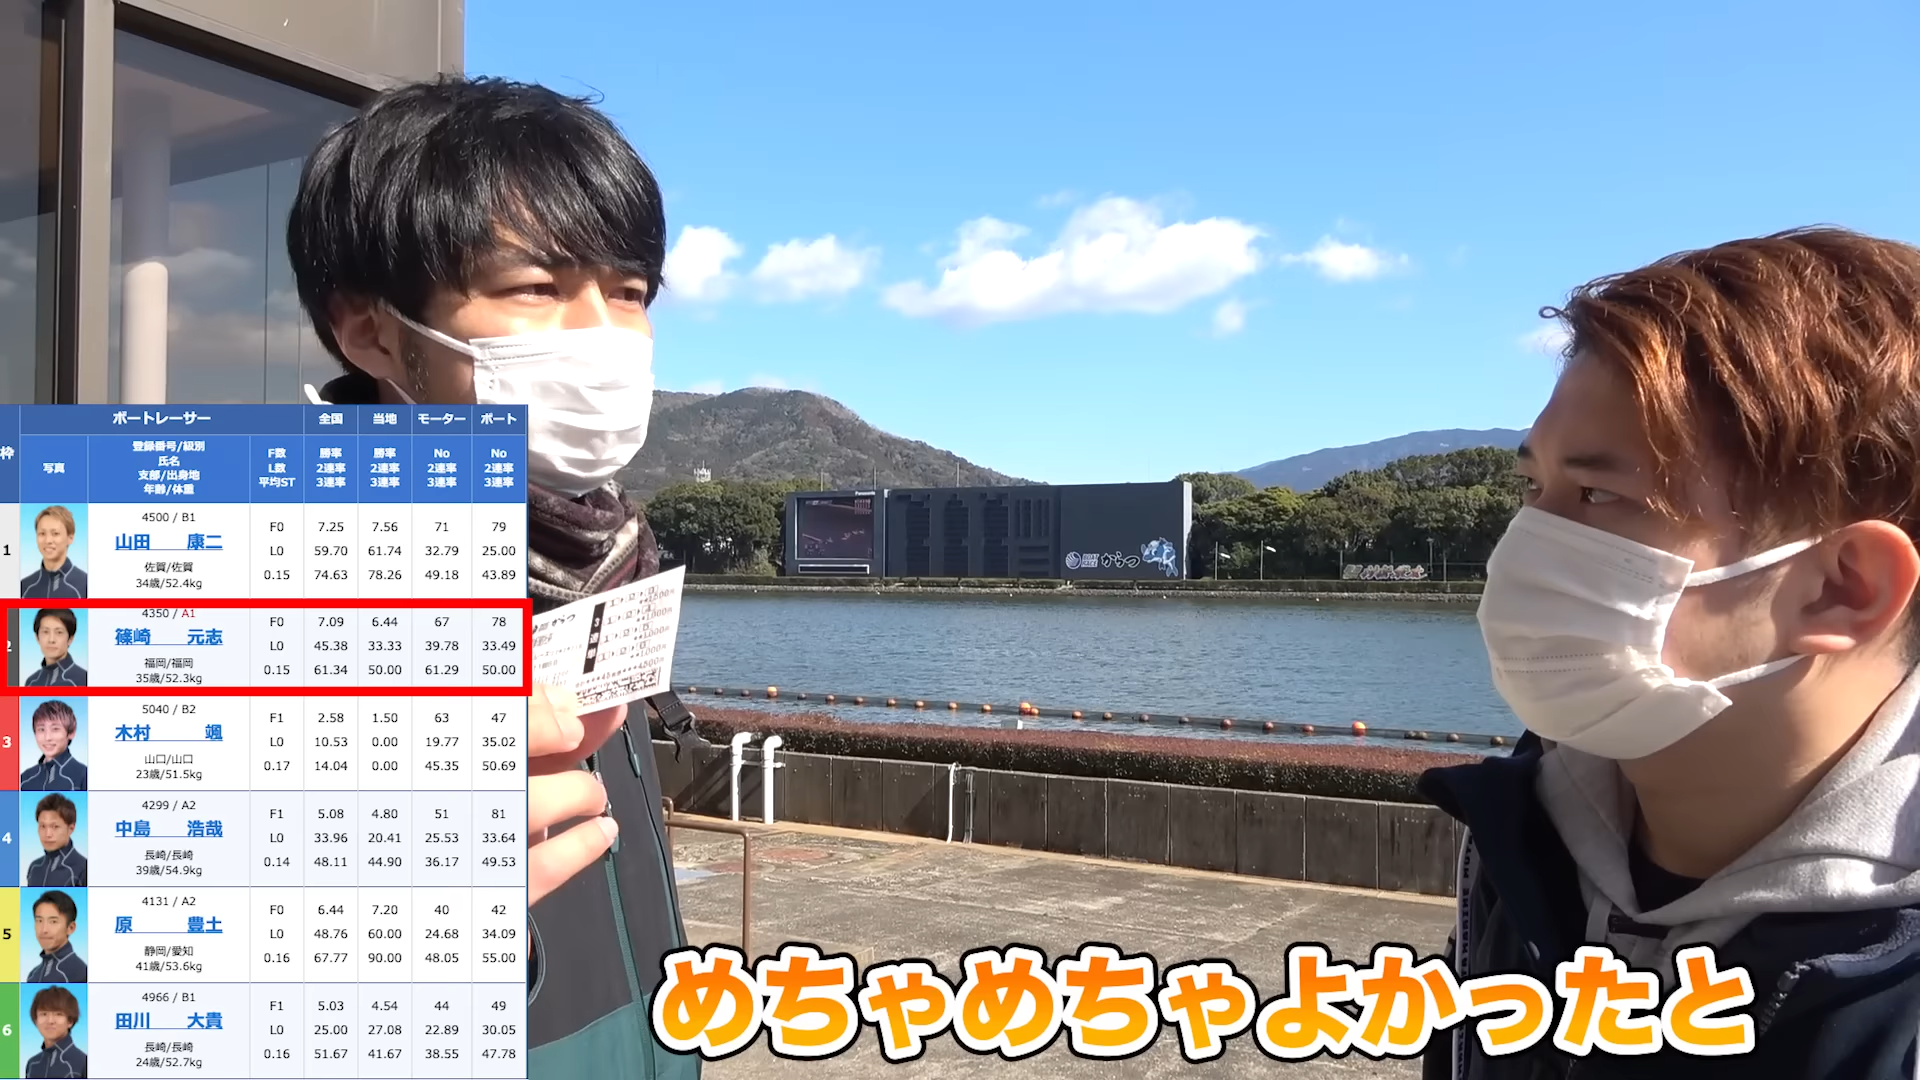 ボートレーサー 全国 当地 モーター ボート
枠 写真 登録番号/級別 氏名 支部/出身地 年齢/体重 F数 L数 平均ST 勝率 2連率 3連率 勝率 2連率 3連率 No 2連率 3連率 No 2連率 3連率
1 4500 / B1 山田 康二 佐賀/佐賀 34歳/52.4kg F0 L0 0.15 7.25 59.70 74.63 7.56 61.74 78.26 71 32.79 49.18 79 25.00 43.89
2 4350 / A1 篠崎 元志 福岡/福岡 35歳/52.3kg F0 L0 0.15 7.09 45.38 61.34 6.44 33.33 50.00 67 39.78 61.29 78 33.49 50.00
3 5040 / B2 木村 颯 山口/山口 23歳/51.5kg F1 L0 0.17 2.58 10.53 14.04 1.50 0.00 0.00 63 19.77 45.35 47 35.02 50.69
4 4299 / A2 中島 浩哉 長崎/長崎 39歳/54.9kg F1 L0 0.14 5.08 33.96 48.11 4.80 20.41 44.90 51 25.53 36.17 81 33.64 49.53
5 4131 / A2 原 豊土 静岡/愛知 41歳/53.6kg F0 L0 0.16 6.44 48.76 67.77 7.20 60.00 90.00 40 24.68 48.05 42 34.09 55.00
6 4966 / B1 田川 大貴 長崎/長崎 24歳/52.7kg F1 L0 0.16 5.03 25.00 51.67 4.54 27.08 41.67 44 22.89 38.55 49 30.05 47.78
Panasonic
BOAT RACE からつ
3連単
めちゃめちゃよかったと